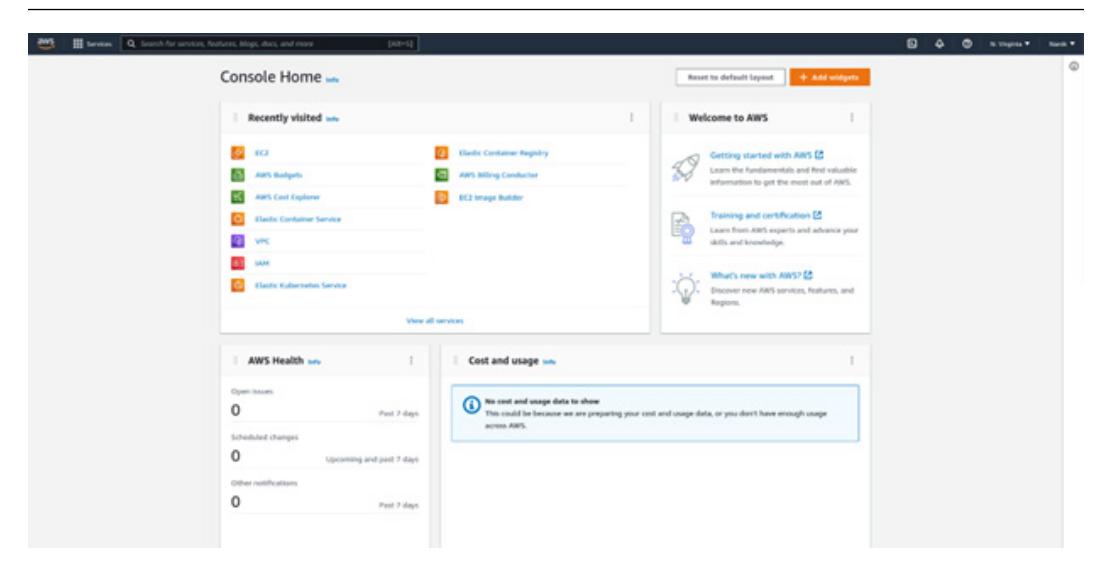 aws
Services
Search for services, features, blogs, docs, and more
[Alt+S]
N. Virginia
Console Home Info
Reset to default layout
+ Add widgets
Recently visited Info
EC2
AWS Budgets
AWS Cost Explorer
Elastic Container Service
VPC
IAM
Elastic Kubernetes Service
Elastic Container Registry
AWS Billing Conductor
EC2 Image Builder
View all services
Welcome to AWS
Getting started with AWS
Learn the fundamentals and find valuable
information to get the most out of AWS.
Training and certification
Learn from AWS experts and advance your
skills and knowledge.
What's new with AWS?
Discover new AWS services, features, and
Regions.
AWS Health Info
Open issues
0
Past 7 days
Scheduled changes
0
Upcoming and past 7 days
Other notifications
0
Past 7 days
Cost and usage Info
No cost and usage data to show
This could be because we are preparing your cost and usage data, or you don't have enough usage
across AWS.